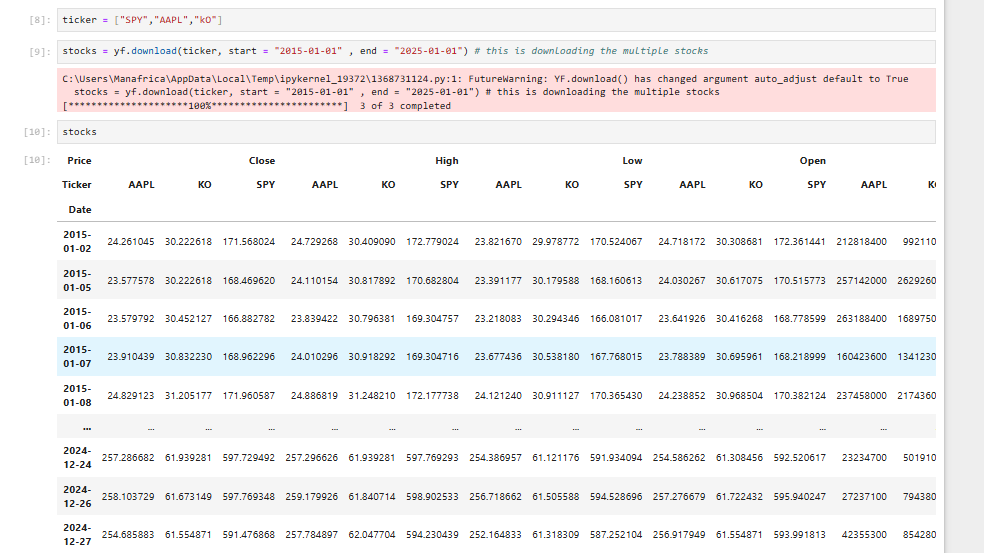 [8]: ticker = ["SPY","AAPL","kO"]
[9]: stocks = yf.download(ticker, start = "2015-01-01" , end = "2025-01-01") # this is downloading the multiple stocks
C:\Users\Manafrica\AppData\Local\Temp\ipykernel_19372\1368731124.py:1: FutureWarning: YF.download() has changed argument auto_adjust default to True
stocks = yf.download(ticker, start = "2015-01-01" , end = "2025-01-01") # this is downloading the multiple stocks
[*********************100%***********************]  3 of 3 completed
[10]: stocks
[10]: Price Close High Low Open
Ticker AAPL KO SPY AAPL KO SPY AAPL KO SPY AAPL KO SPY AAPL K
Date
2015-01-02 24.261045 30.222618 171.568024 24.729268 30.409090 172.779024 23.821670 29.978772 170.524067 24.718172 30.308681 172.361441 212818400 992110
2015-01-05 23.577578 30.222618 168.469620 24.110154 30.817892 170.682804 23.391177 30.179588 168.160613 24.030267 30.617075 170.515773 257142000 2629260
2015-01-06 23.579792 30.452127 166.882782 23.839422 30.796381 169.304757 23.218083 30.294346 166.081017 23.641926 30.416268 168.778599 263188400 1689750
2015-01-07 23.910439 30.832230 168.962296 24.010296 30.918292 169.304716 23.677436 30.538180 167.768015 23.788389 30.695961 168.218999 160423600 1341230
2015-01-08 24.829123 31.205177 171.960587 24.886819 31.248210 172.177738 24.121240 30.911127 170.365430 24.238852 30.968504 170.382124 237458000 2174360
... ... ... ... ... ... ... ... ... ... ... ... ... ...
2024-12-24 257.286682 61.939281 597.729492 257.296626 61.939281 597.769293 254.386957 61.121176 591.934094 254.586262 61.308456 592.520617 23234700 501910
2024-12-26 258.103729 61.673149 597.769348 259.179926 61.840714 598.902533 256.718662 61.505588 594.528696 257.276679 61.722432 595.940247 27237100 794380
2024-12-27 254.685883 61.554871 591.476868 257.784897 62.047704 594.230439 252.164833 61.318309 587.252104 256.917949 61.554871 593.991813 42355300 854280